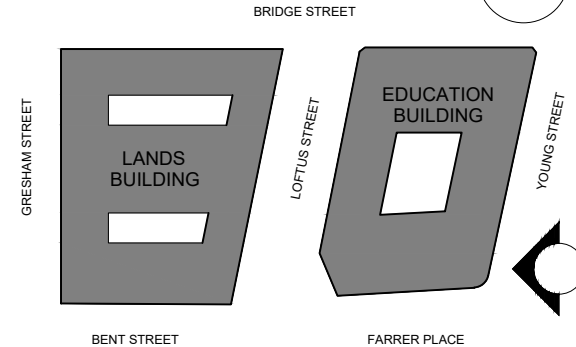 BRIDGE STREET
GRESHAM STREET
LANDS
BUILDING
LOFTUS STREET
EDUCATION
BUILDING
YOUNG STREET
BENT STREET
FARRER PLACE